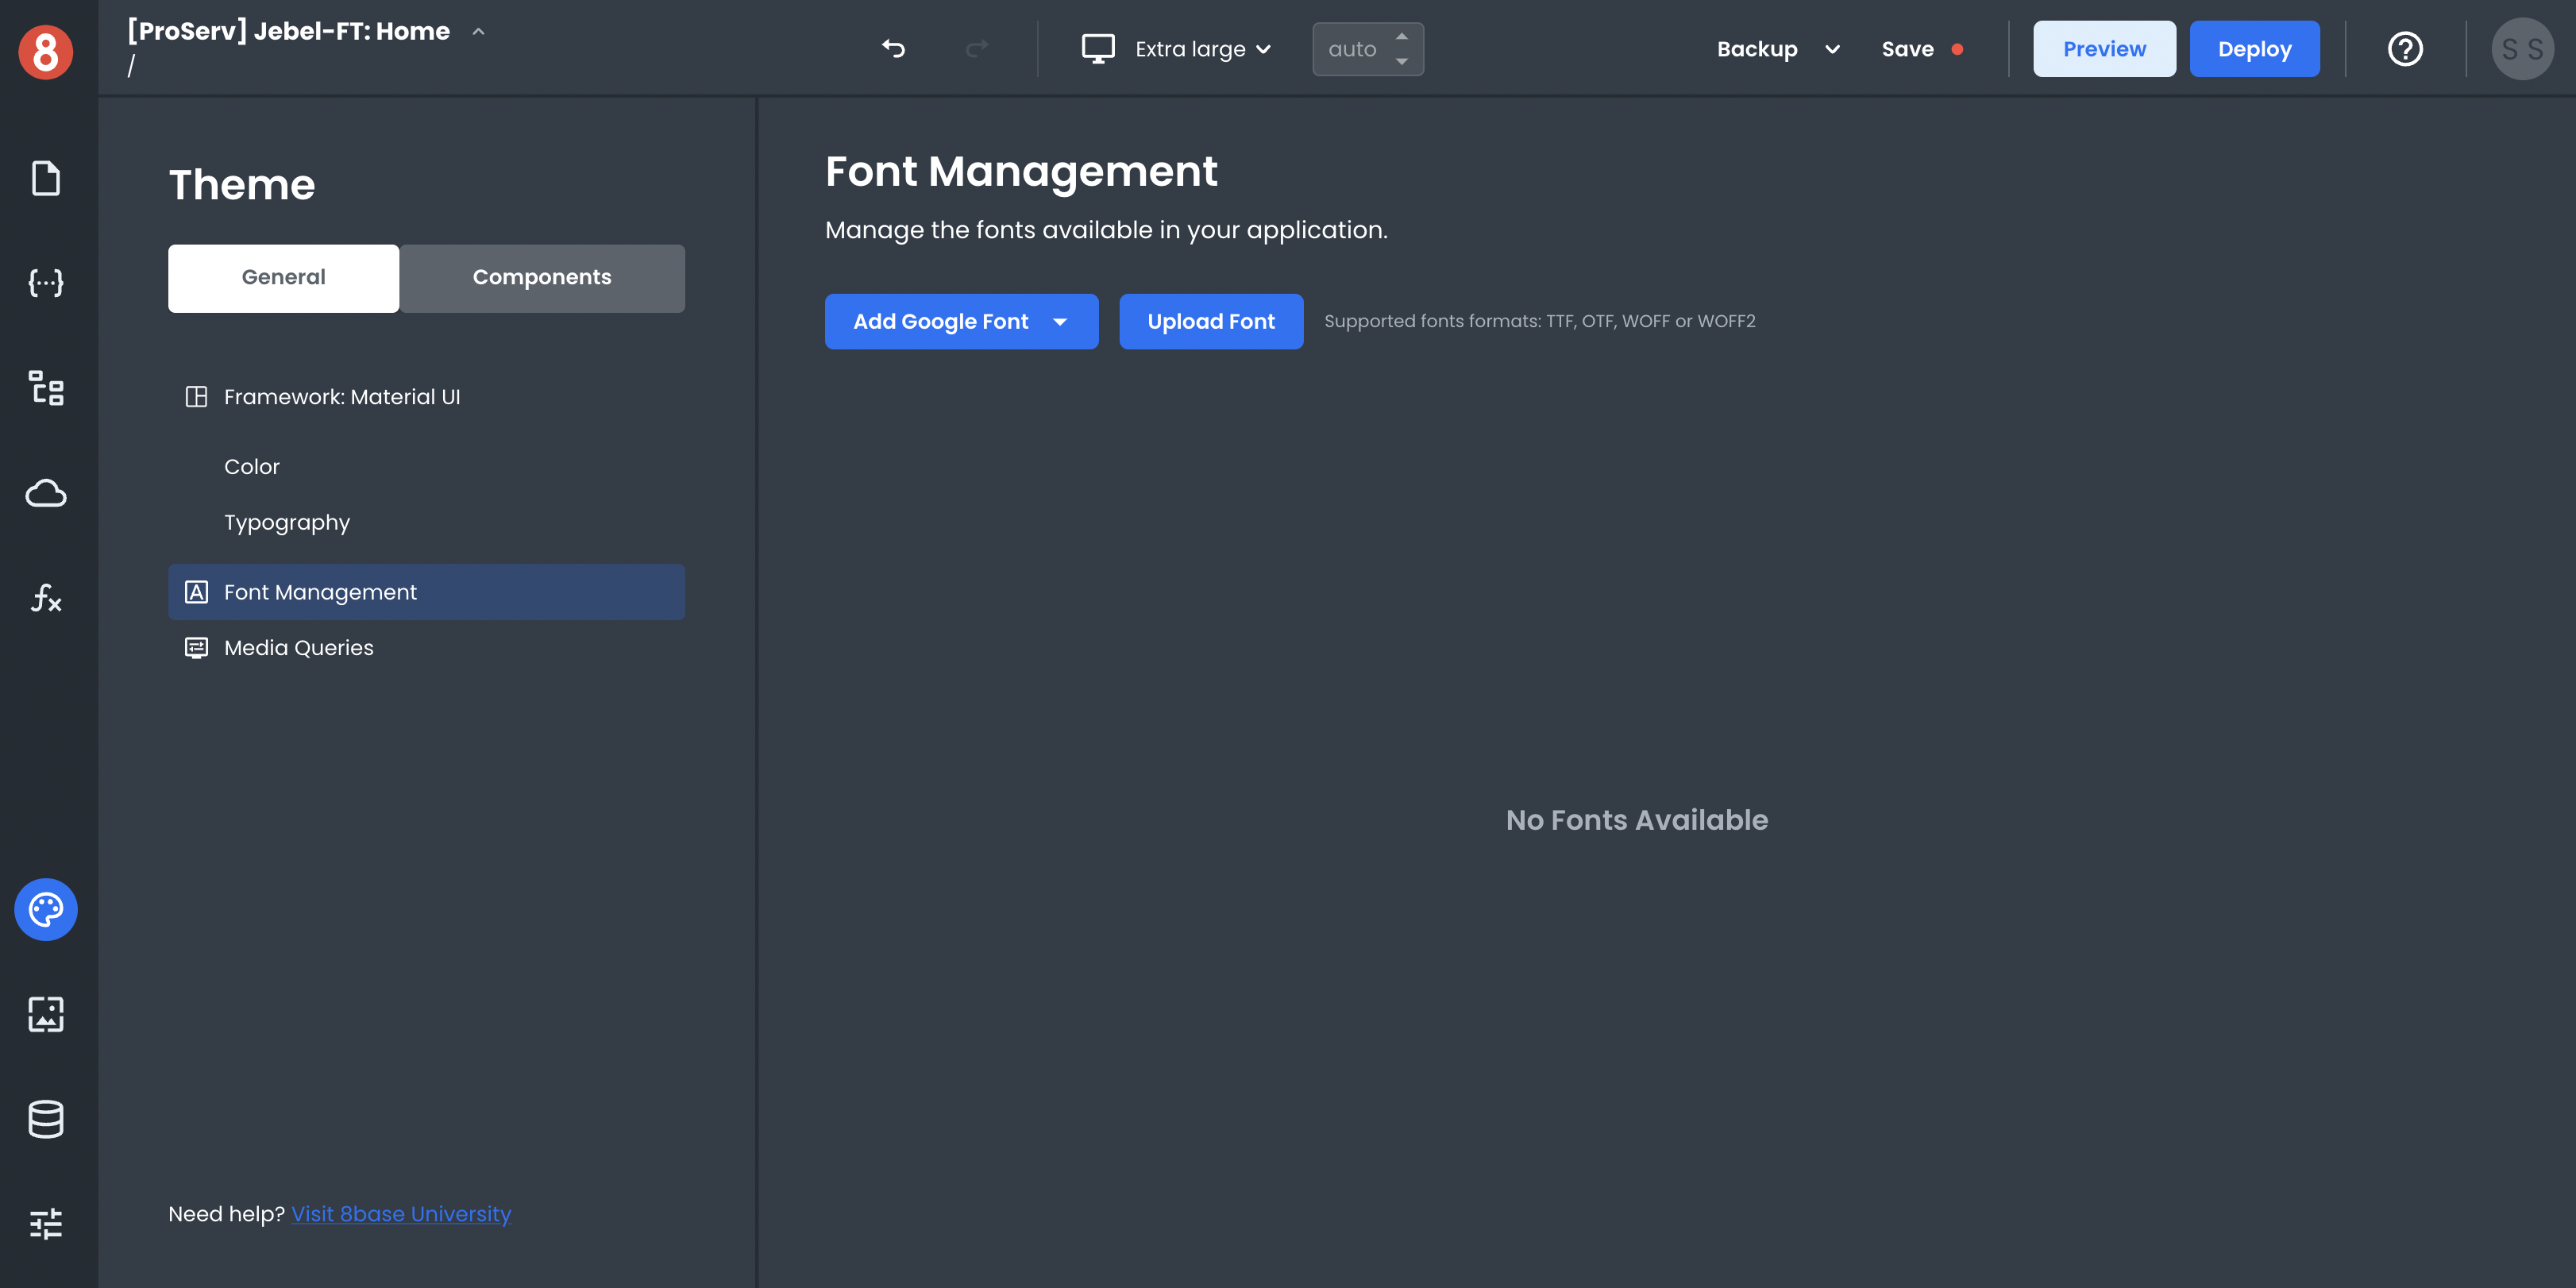 8
[ProServ] Jebel-FT: Home
/
Extra large
auto
Backup
Save
Preview
Deploy
?
S S
Theme
General
Components
Framework: Material UI
Color
Typography
A
Font Management
Media Queries
Need help? Visit 8base University
Font Management
Manage the fonts available in your application.
Add Google Font
Upload Font
Supported fonts formats: TTF, OTF, WOFF or WOFF2
No Fonts Available
{···}
fx